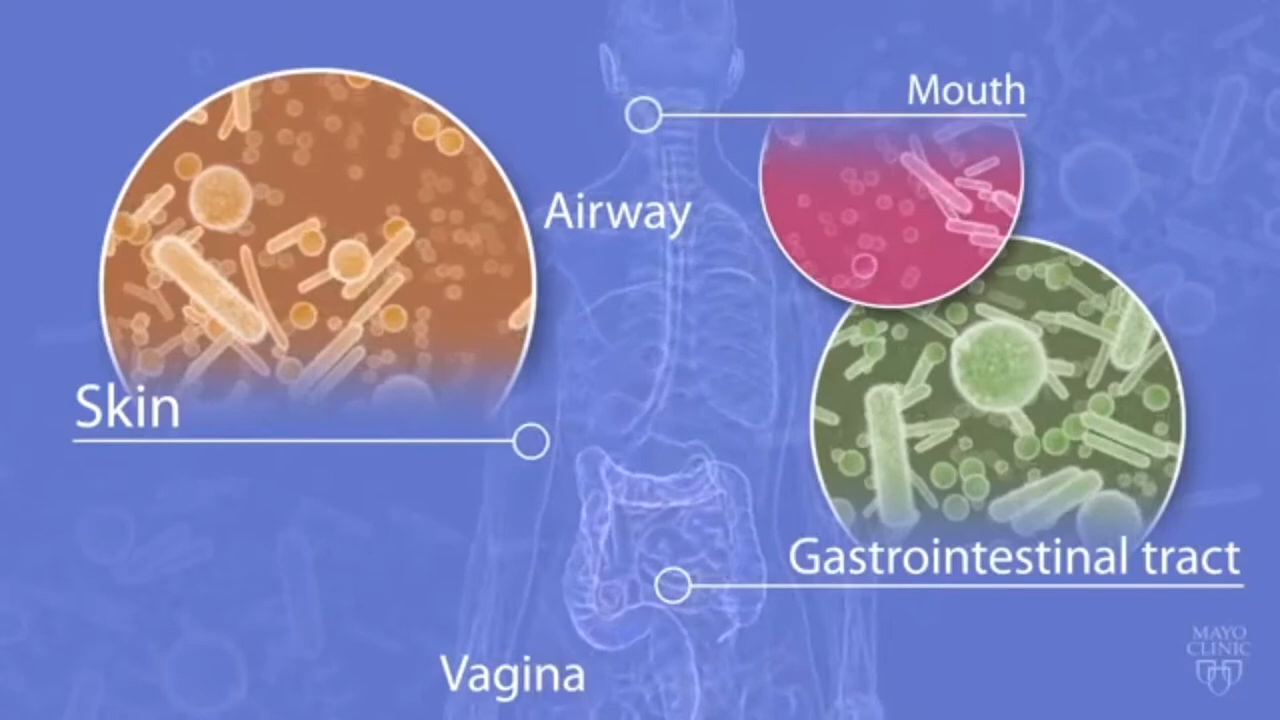 Mouth
Airway
Skin
Gastrointestinal tract
Vagina
MAYO
CLINIC